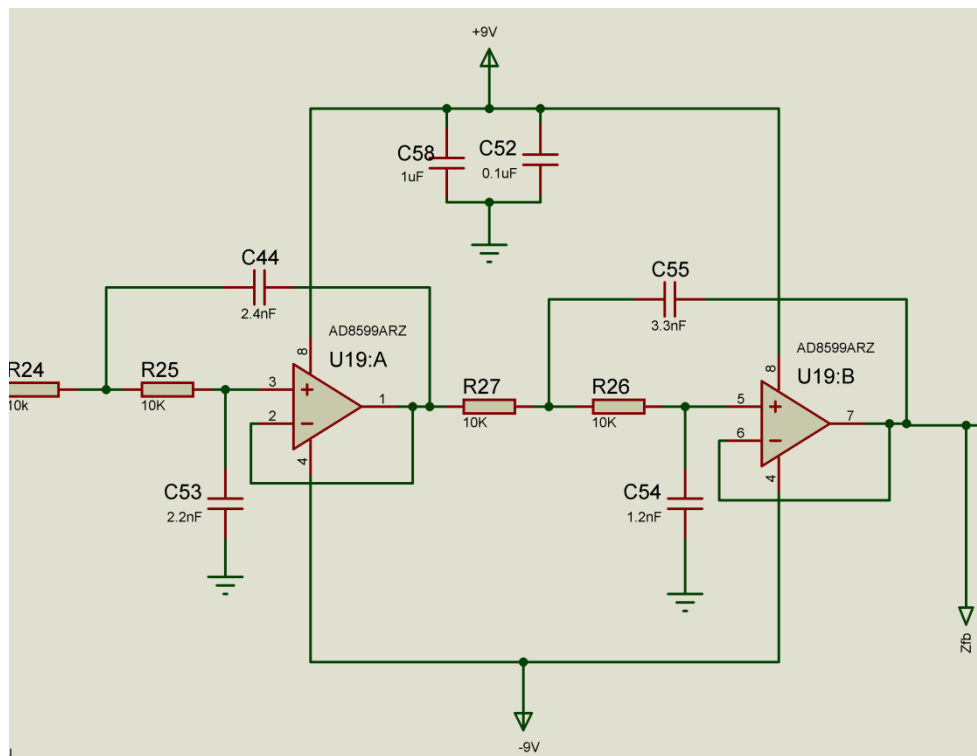 +9V
C58
1uF
C52
0.1uF
C44
2.4nF
C55
3.3nF
AD8599ARZ
U19:A
8
3
2
1
4
AD8599ARZ
U19:B
8
5
6
7
4
R24
10k
R25
10K
R27
10K
R26
10K
C53
2.2nF
C54
1.2nF
Zfb
-9V